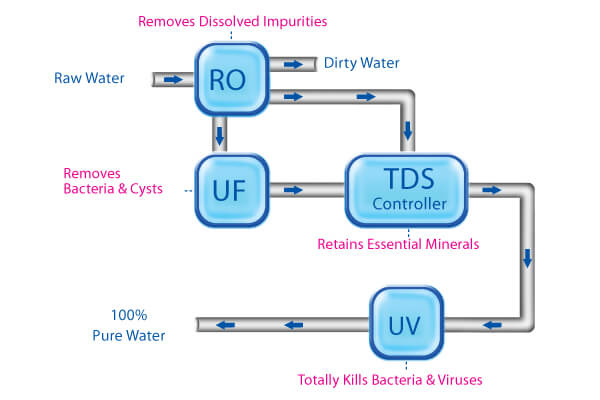 Removes Dissolved Impurities
Raw Water
RO
Dirty Water
Removes
Bacteria & Cysts
UF
TDS
Controller
Retains Essential Minerals
100%
Pure Water
UV
Totally Kills Bacteria & Viruses